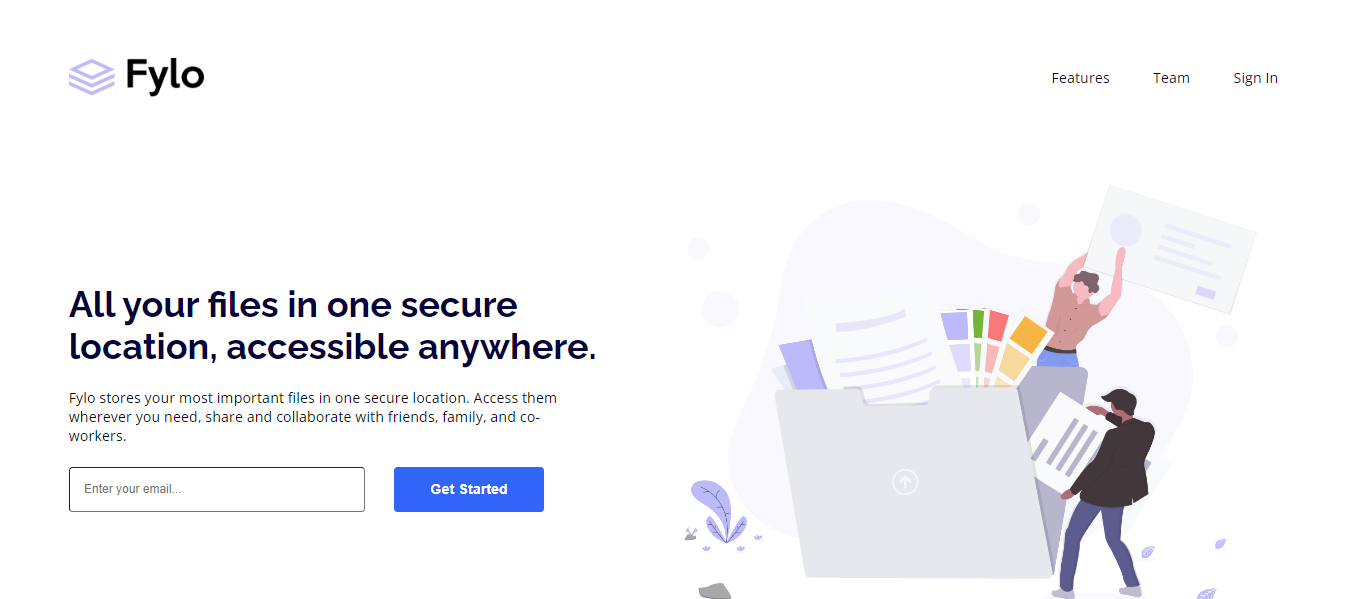 Fylo
Features Team Sign In
All your files in one secure
location, accessible anywhere.
Fylo stores your most important files in one secure location. Access them
wherever you need, share and collaborate with friends, family, and co-
workers.
Enter your email...
Get Started